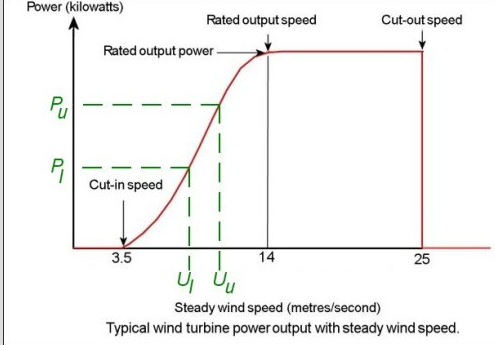 Power (kilowatts)
Rated output speed
Cut-out speed
Rated output power
Pu
Pl
Cut-in speed
3.5
14
25
Ul
Uu
Steady wind speed (metres/second)
Typical wind turbine power output with steady wind speed.